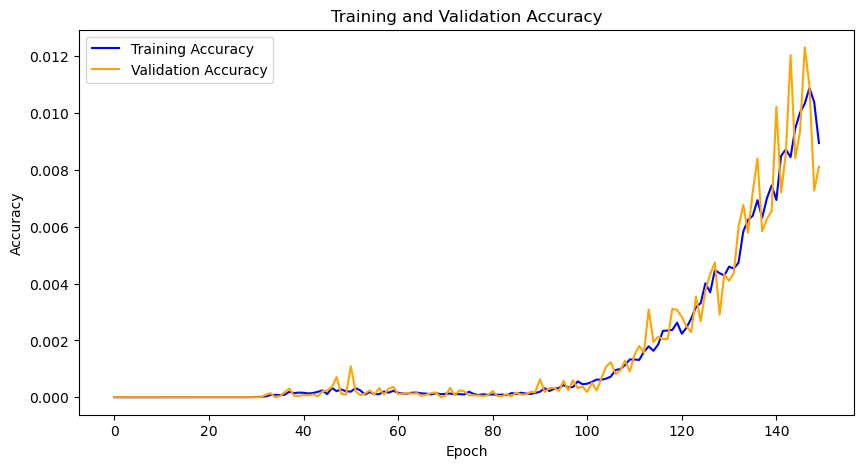 Training and Validation Accuracy
Training Accuracy
Validation Accuracy
Accuracy
0.012
0.010
0.008
0.006
0.004
0.002
0.000
0 20 40 60 80 100 120 140
Epoch